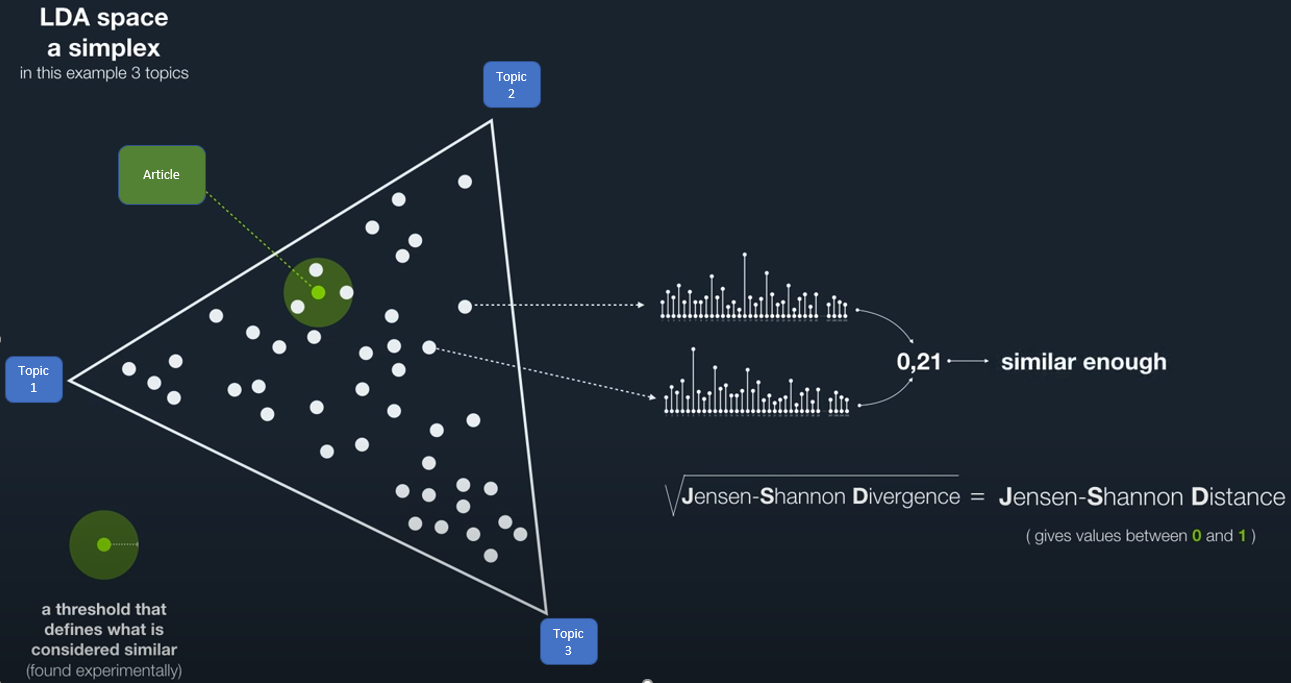 LDA space
a simplex
in this example 3 topics
Topic
2
Article
Topic
1
0,21
similar enough
Jensen-Shannon Divergence = Jensen-Shannon Distance
( gives values between 0 and 1 )
a threshold that
defines what is
considered similar
(found experimentally)
Topic
3